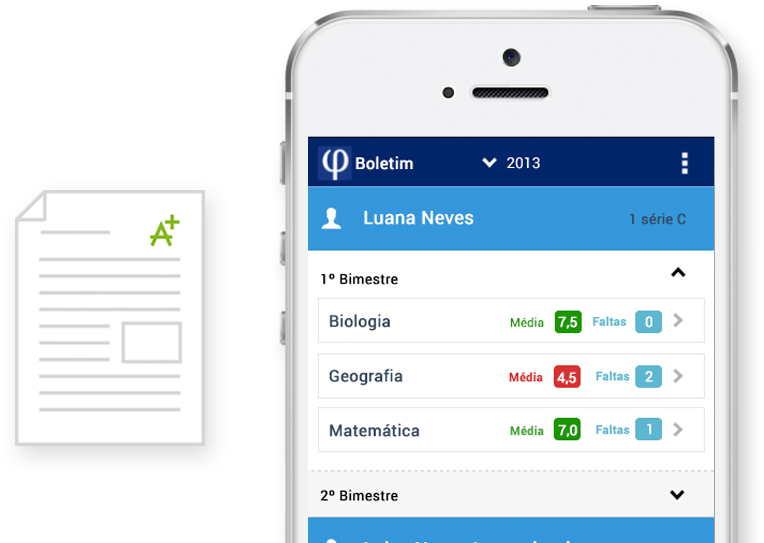 A+
φ Boletim 2013
Luana Neves 1 série C
1º Bimestre
Biologia Média 7,5 Faltas 0
Geografia Média 4,5 Faltas 2
Matemática Média 7,0 Faltas 1
2º Bimestre